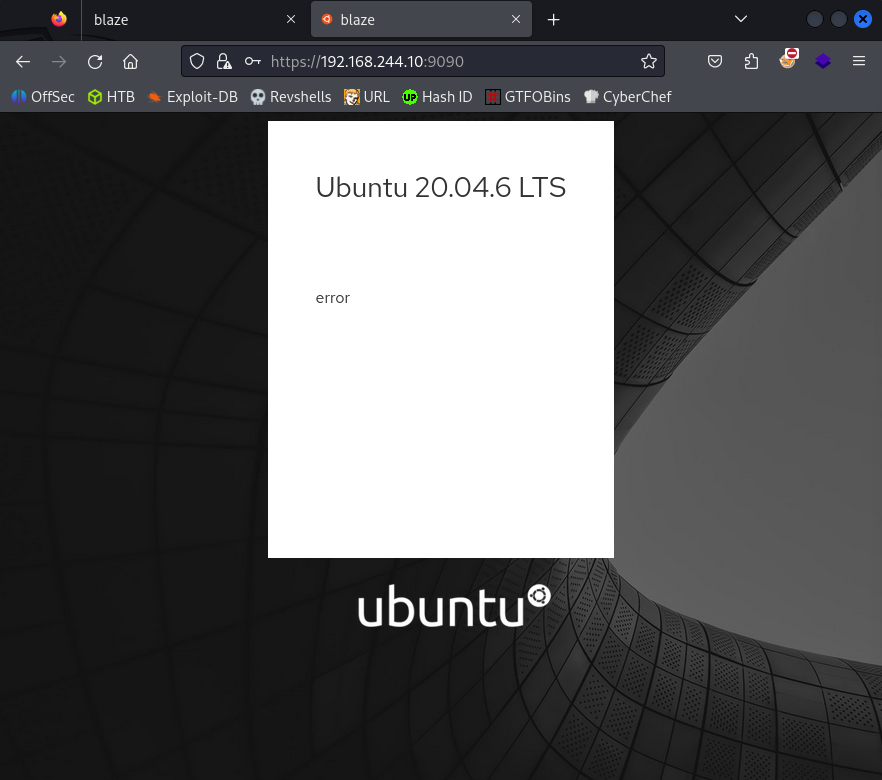 blaze
blaze
https://192.168.244.10:9090
OffSec
HTB
Exploit-DB
Revshells
URL
UP
Hash ID
GTFOBins
CyberChef
Ubuntu 20.04.6 LTS
error
ubuntu